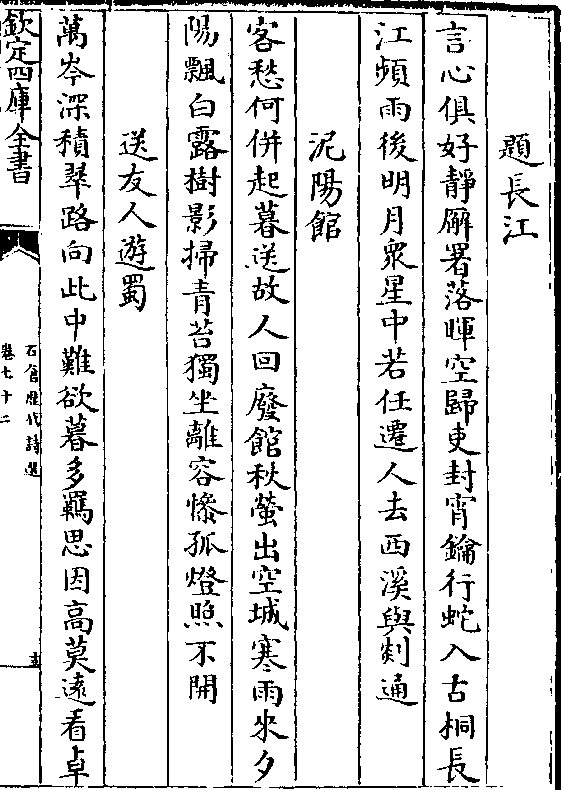 題長江
言心俱好靜廨署落暉空歸吏封宵鑰行蛇入古桐長
江頻雨後明月衆星中若任遷人去西溪與剡通
泥陽館
客愁何併起暮送故人回廢館秋螢出空城寒雨來夕
陽飄白露樹影掃青苔獨坐離容慘孤燈照不開
送友人遊蜀
萬岑深積翠路向此中難欲暮多羈思因高莫遠看卓
欽定四庫全書
石倉歷代詩選
卷七十二